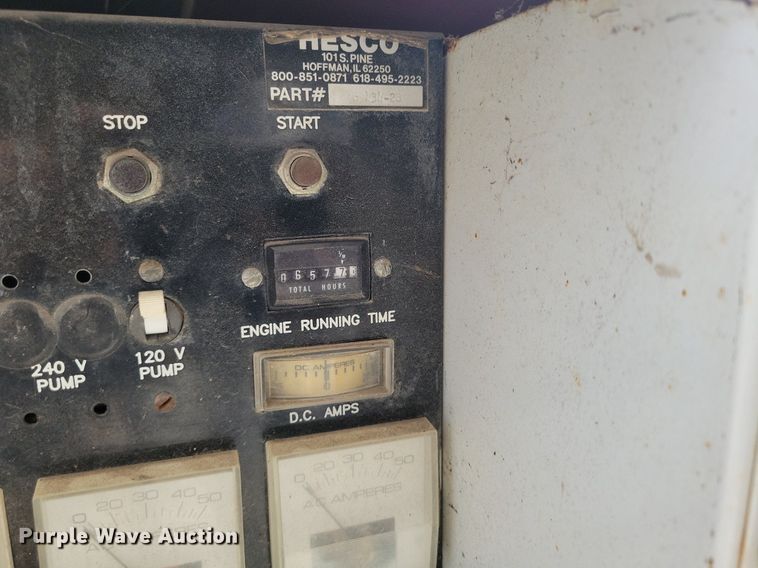 HESCO
101 S. PINE
HOFFMAN, IL 62250
800-851-0871 618-495-2223
PART#
STOP
START
TOTAL HOURS
ENGINE RUNNING TIME
240 V
PUMP
120 V
PUMP
DC AMPERES
D.C. AMPS
0 20 30 40 50
0 20 30 40 50
AC AMPERES
Purple Wave Auction